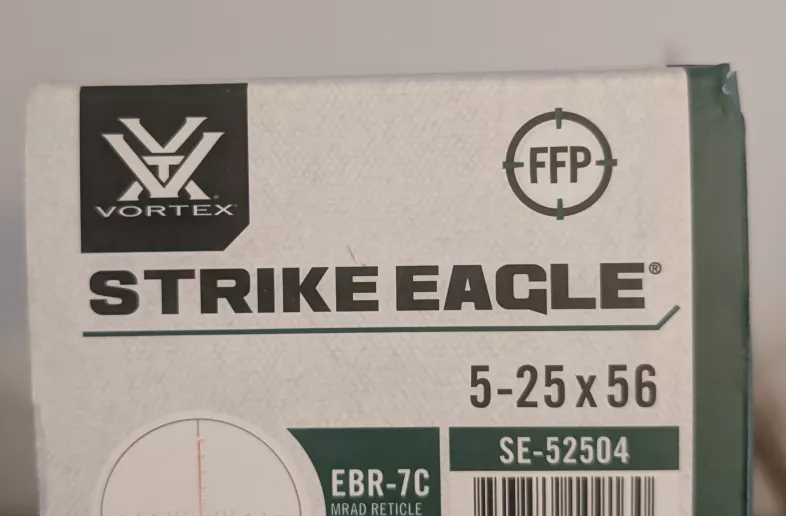 VORTEX®
FFP
STRIKE EAGLE®
5-25x56
SE-52504
EBR-7C
MRAD RETICLE